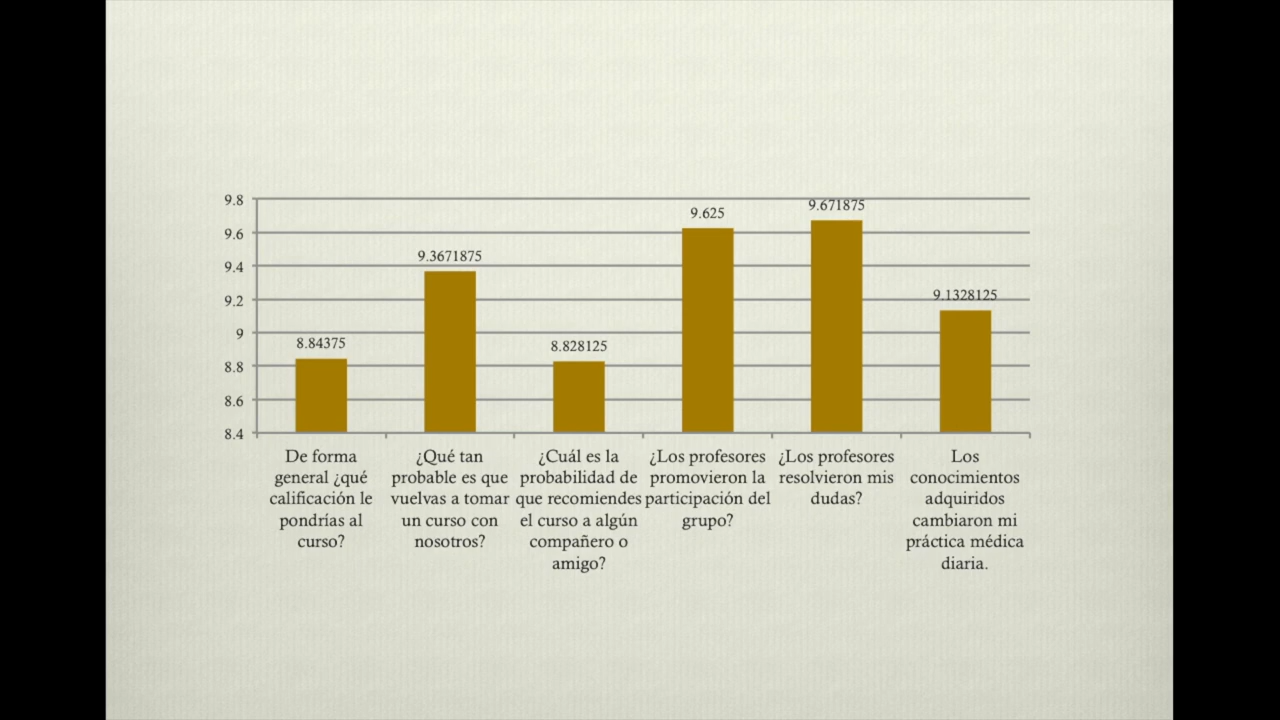 9.8
9.6
9.4
9.2
9
8.8
8.6
8.4
8.84375
9.3671875
8.828125
9.625
9.671875
9.1328125
De forma
general ¿qué
calificación le
pondrías al
curso?
¿Qué tan
probable es que
vuelvas a tomar
un curso con
nosotros?
¿Cuál es la
probabilidad de
que recomiendes
el curso a algún
compañero o
amigo?
¿Los profesores
promovieron la
participación del
grupo?
¿Los profesores
resolvieron mis
dudas?
Los
conocimientos
adquiridos
cambiaron mi
práctica médica
diaria.